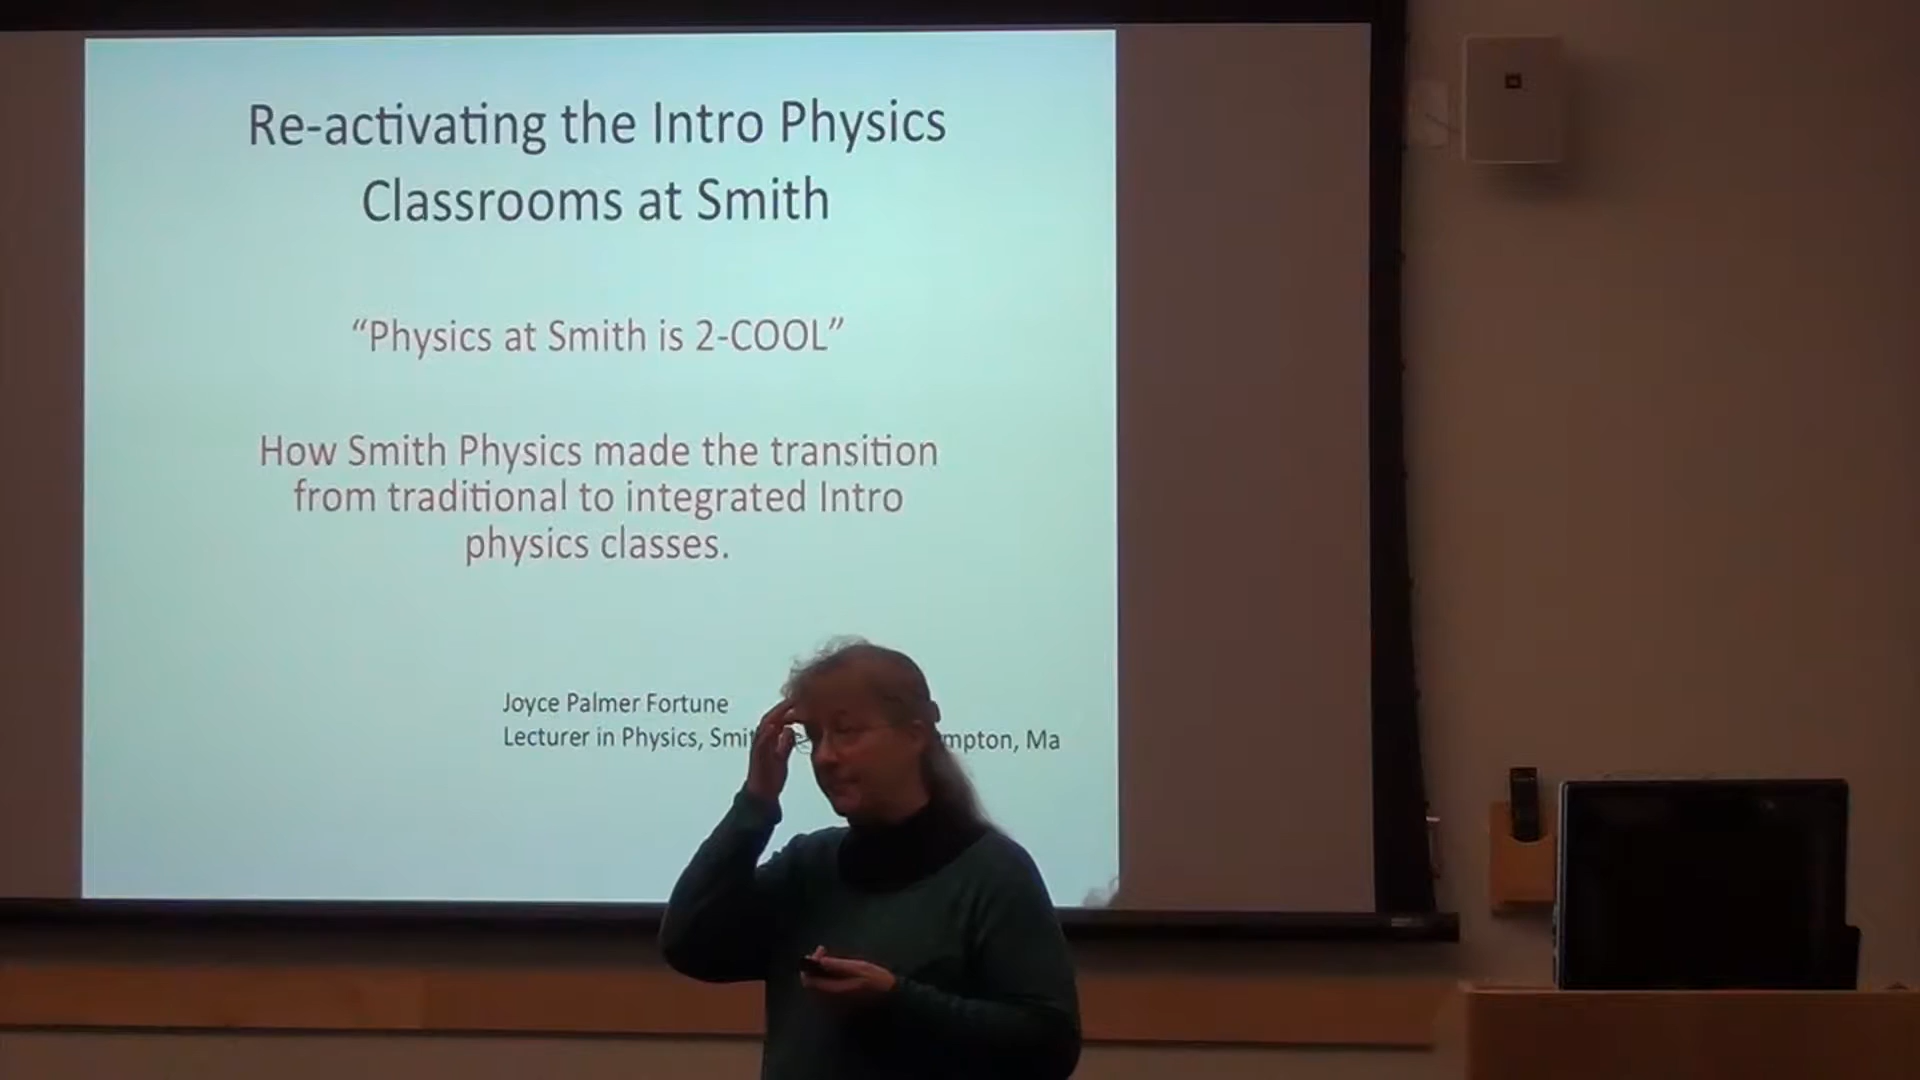 Re-activating the Intro Physics
Classrooms at Smith
“Physics at Smith is 2-COOL”
How Smith Physics made the transition
from traditional to integrated Intro
physics classes.
Joyce Palmer Fortune
Lecturer in Physics, Smit mpton, Ma